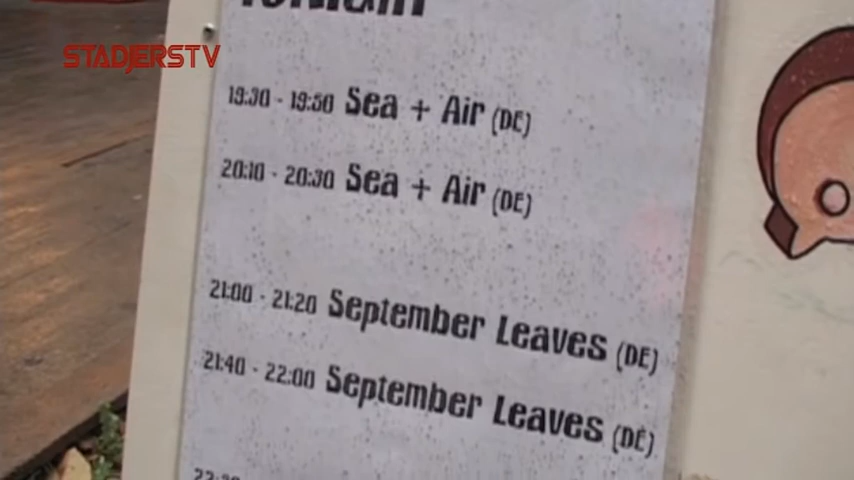 STADJERSTV
TONIGHT
19:30 - 19:50 Sea + Air (DE)
20:10 - 20:30 Sea + Air (DE)
21:00 - 21:20 September Leaves (DE)
21:40 - 22:00 September Leaves (DE)